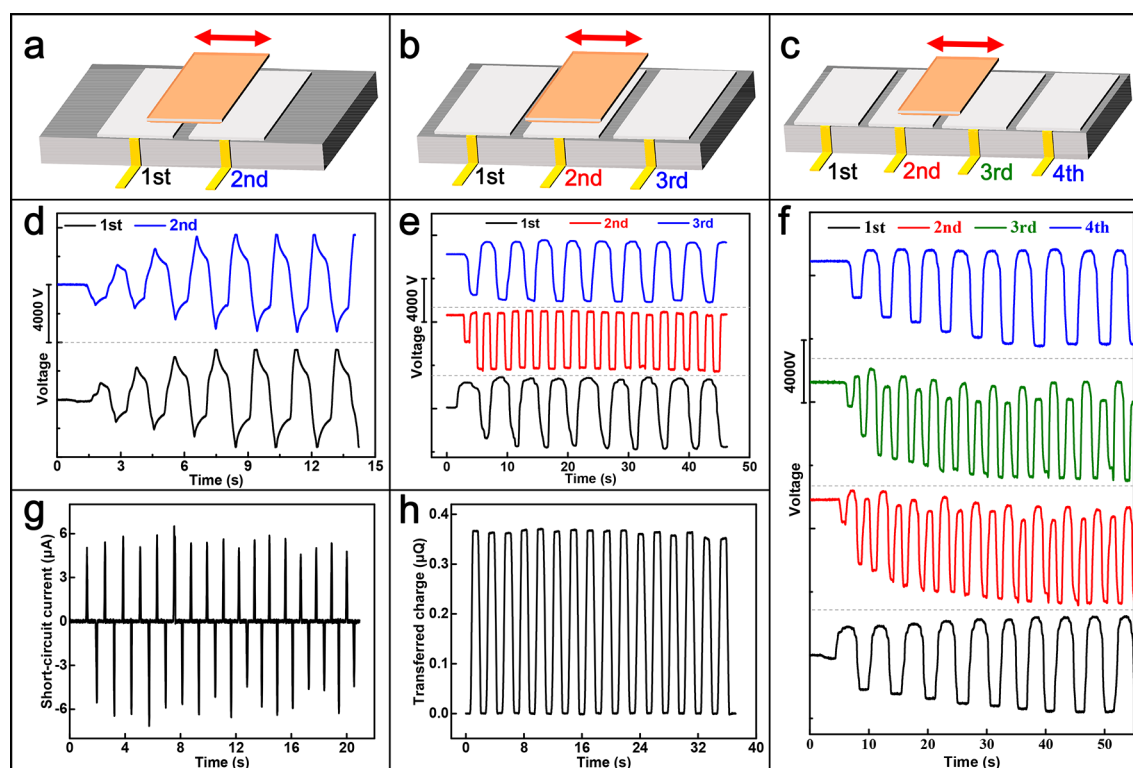 a
1st
2nd
b
1st
2nd
3rd
c
1st
2nd
3rd
4th
d
1st 2nd
4000 V
Voltage
0 3 6 9 12 15
Time (s)
e
1st 2nd 3rd
4000 V
Voltage
0 10 20 30 40 50
Time (s)
f
1st 2nd 3rd 4th
4000V
Voltage
0 10 20 30 40 50
Time (s)
g
Short-circuit current (μA)
6
3
0
-3
-6
0 4 8 12 16 20
Time (s)
h
Transferred charge (μQ)
0.4
0.3
0.2
0.1
0.0
0 8 16 24 32 40
Time (s)